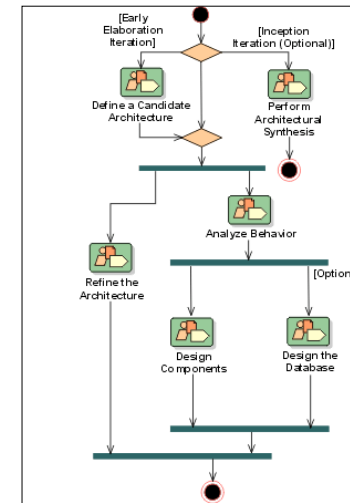 [Early
Elaboration
Iteration]
[Inception
Iteration (Optional)]
Define a Candidate
Architecture
Perform
Architectural
Synthesis
Analyze Behavior
Refine the
Architecture
[Option
Design
Components
Design the
Database